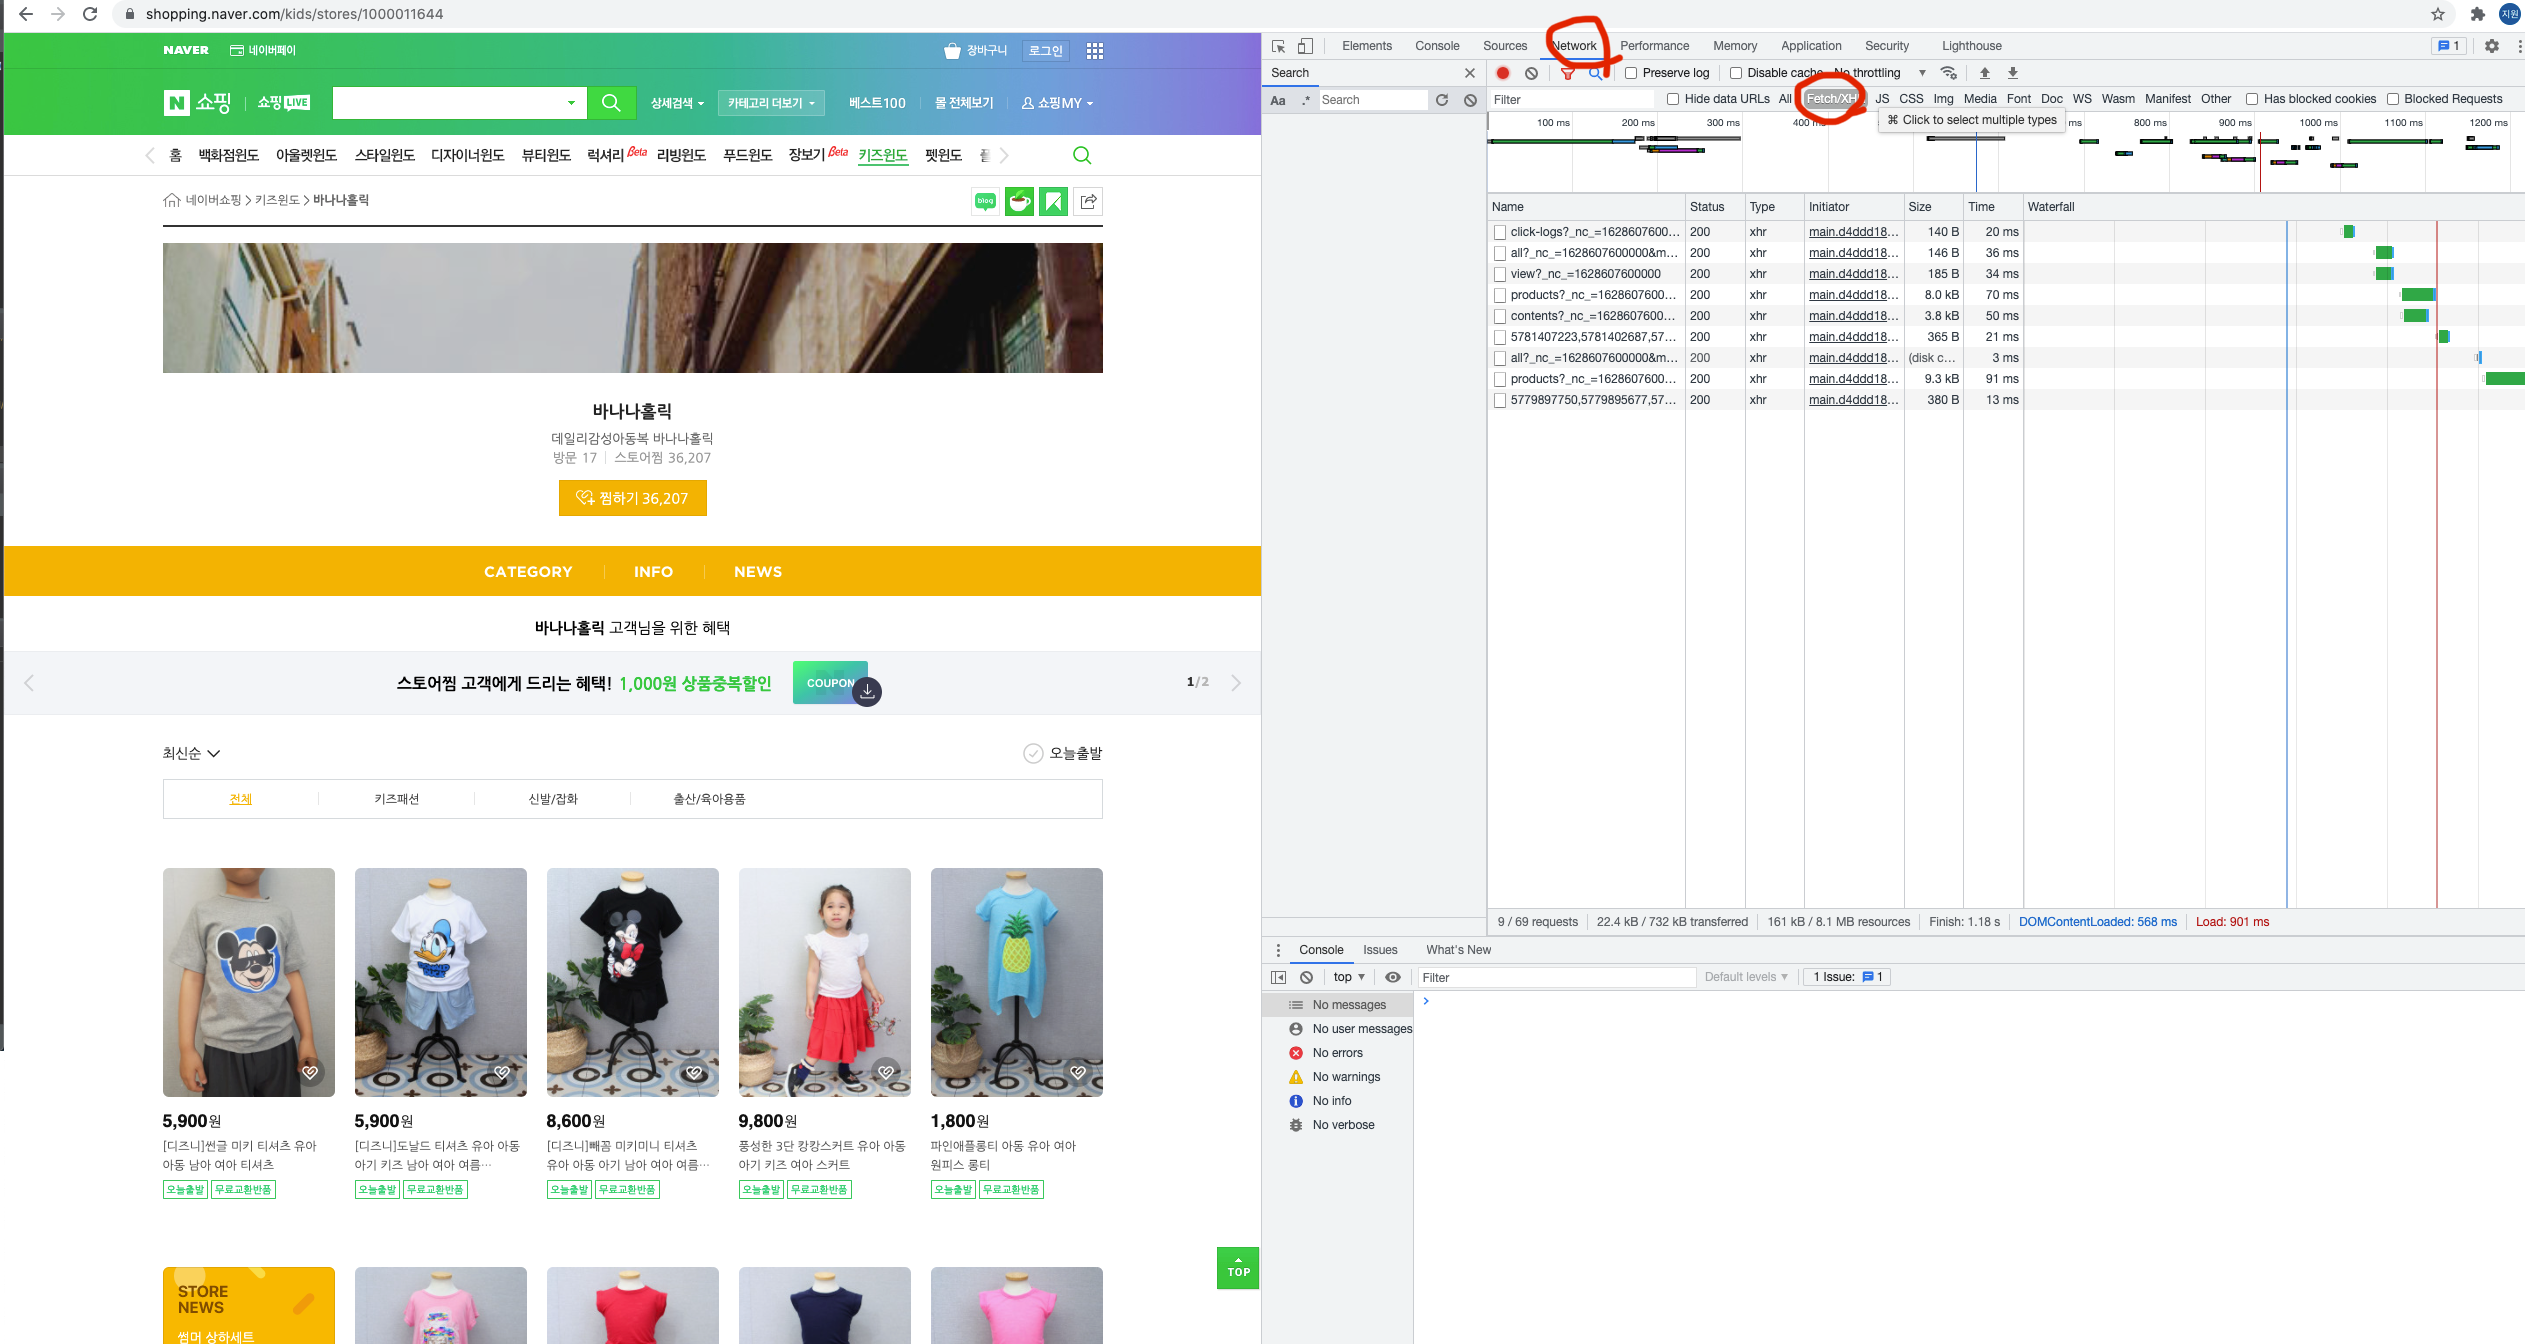 shopping.naver.com/kids/stores/1000011644
지원
NAVER 네이버페이 장바구니 로그인
N 쇼핑 쇼핑LIVE 상세검색 카테고리 더보기 베스트100 몰 전체보기 쇼핑MY
홈 백화점윈도 아울렛윈도 스타일윈도 디자이너윈도 뷰티윈도 럭셔리 Beta 리빙윈도 푸드윈도 장보기 Beta 키즈윈도 펫윈도
네이버쇼핑 > 키즈윈도 > 바나나홀릭
blog
바나나홀릭
데일리감성아동복 바나나홀릭
방문 17 스토어찜 36,207
찜하기 36,207
CATEGORY INFO NEWS
바나나홀릭 고객님을 위한 혜택
스토어찜 고객에게 드리는 혜택! 1,000원 상품중복할인 COUPON 1/2
최신순 오늘출발
전체 키즈패션 신발/잡화 출산/육아용품
5,900원
[디즈니]썬글 미키 티셔츠 유아
아동 남아 여아 티셔츠
오늘출발 무료교환반품
5,900원
[디즈니]도날드 티셔츠 유아 아동
아기 키즈 남아 여아 여름…
오늘출발 무료교환반품
8,600원
[디즈니]빼꼼 미키미니 티셔츠
유아 아동 아기 남아 여아 여름…
오늘출발 무료교환반품
9,800원
풍성한 3단 캉캉스커트 유아 아동
아기 키즈 여아 스커트
오늘출발 무료교환반품
1,800원
파인애플롱티 아동 유아 여아
원피스 롱티
오늘출발 무료교환반품
TOP
STORE
NEWS
썸머 상하세트
Elements Console Sources Network Performance Memory Application Security Lighthouse 1
Search
Aa .* Search
Preserve log Disable cache No throttling
Filter Hide data URLs All Fetch/XH JS CSS Img Media Font Doc WS Wasm Manifest Other Has blocked cookies Blocked Requests
⌘ Click to select multiple types
100 ms 200 ms 300 ms 400 ms 800 ms 900 ms 1000 ms 1100 ms 1200 ms
Name Status Type Initiator Size Time Waterfall
click-logs?_nc_=1628607600... 200 xhr main.d4ddd18... 140 B 20 ms
all?_nc_=1628607600000&m... 200 xhr main.d4ddd18... 146 B 36 ms
view?_nc_=1628607600000 200 xhr main.d4ddd18... 185 B 34 ms
products?_nc_=1628607600... 200 xhr main.d4ddd18... 8.0 kB 70 ms
contents?_nc_=1628607600... 200 xhr main.d4ddd18... 3.8 kB 50 ms
5781407223,5781402687,57... 200 xhr main.d4ddd18... 365 B 21 ms
all?_nc_=1628607600000&m... 200 xhr main.d4ddd18... (disk c... 3 ms
products?_nc_=1628607600... 200 xhr main.d4ddd18... 9.3 kB 91 ms
5779897750,5779895677,57... 200 xhr main.d4ddd18... 380 B 13 ms
9 / 69 requests 22.4 kB / 732 kB transferred 161 kB / 8.1 MB resources Finish: 1.18 s DOMContentLoaded: 568 ms Load: 901 ms
Console Issues What's New
top Filter Default levels 1 Issue: 1
No messages
No user messages
No errors
No warnings
No info
No verbose